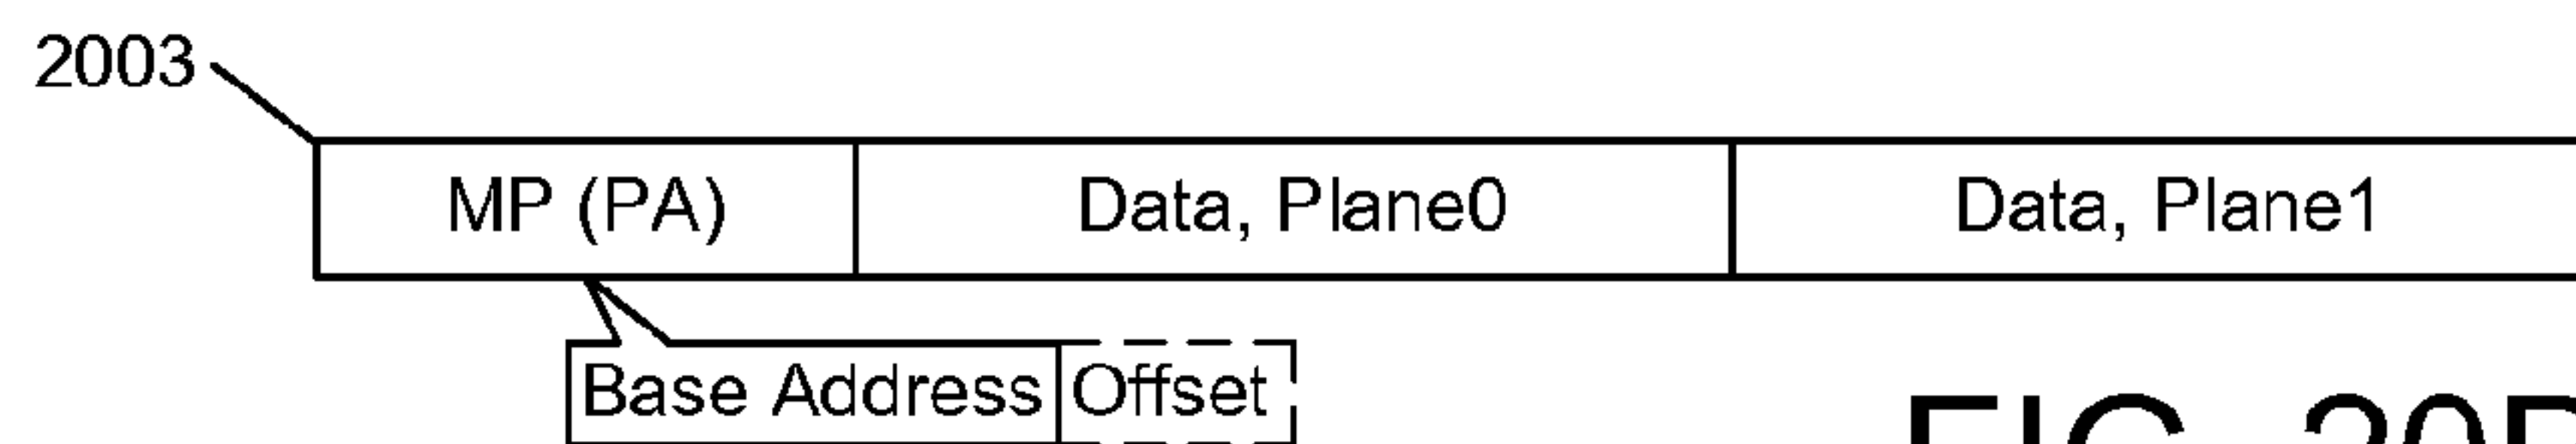 2003
MP (PA) Data, Plane0 Data, Plane1
Base Address Offset